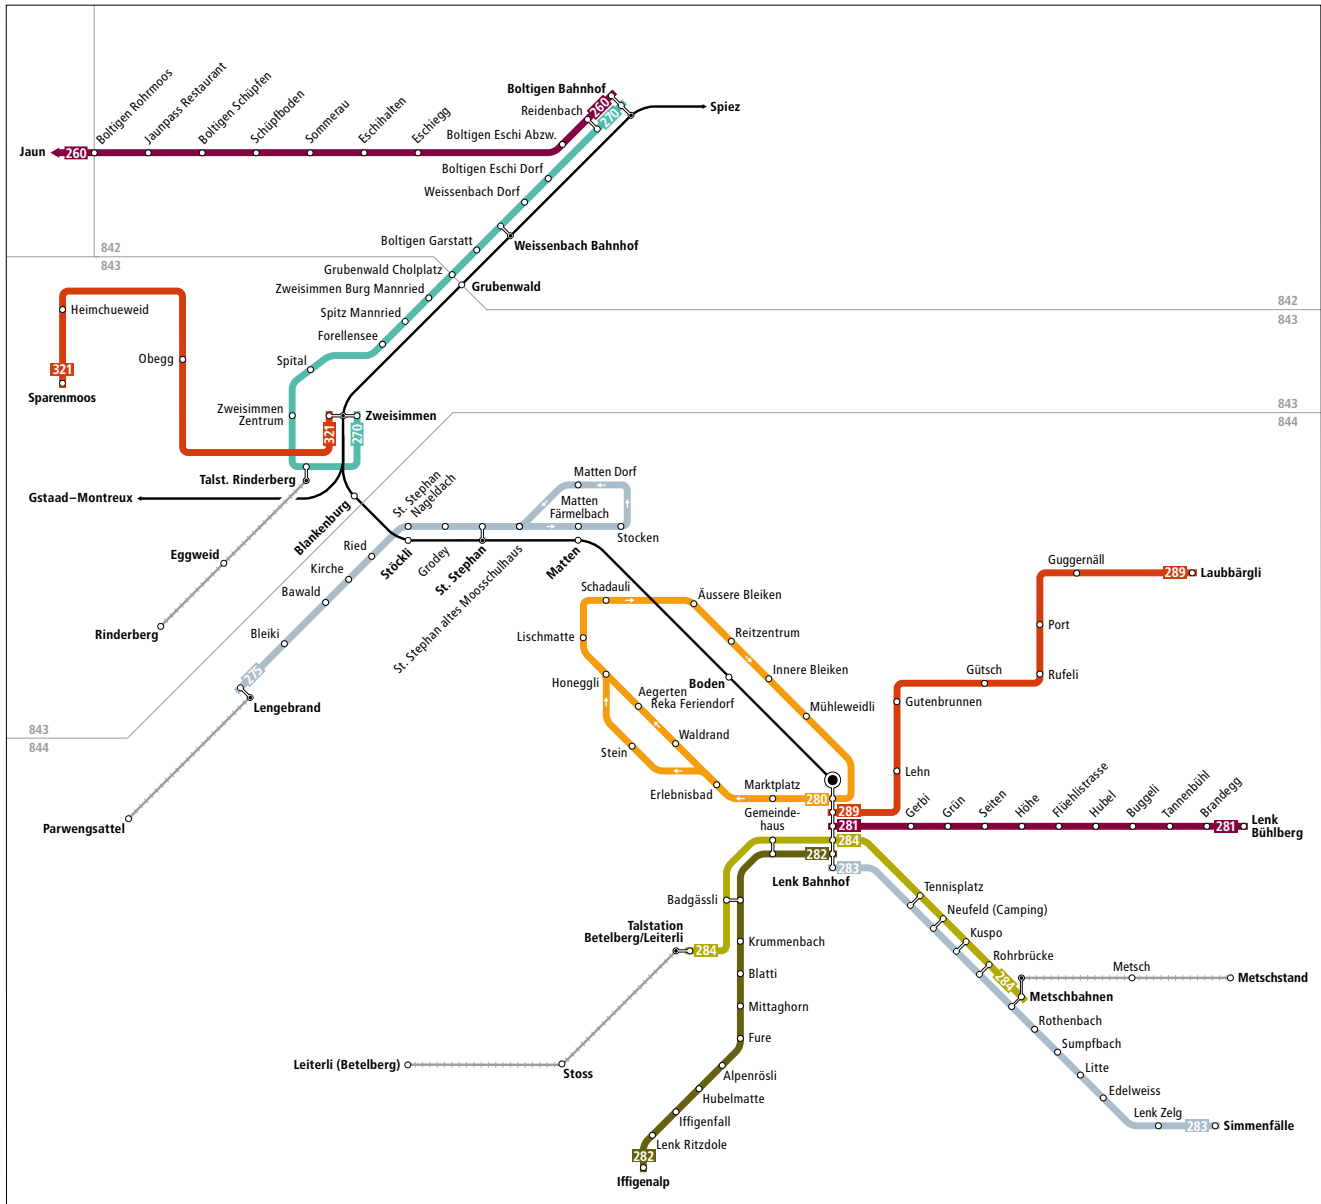 Boltigen Rohrmoos
Jaunpass Restaurant
Boltigen Schüpfen
Schüpfboden
Sommerau
Eschihalten
Eschiegg
Boltigen Eschi Abzw.
Reidenbach
Boltigen Bahnhof
260
270
Spiez
Jaun
260
Boltigen Eschi Dorf
Weissenbach Dorf
Boltigen Garstatt
Weissenbach Bahnhof
842
843
Grubenwald Cholplatz
Grubenwald
Zweisimmen Burg Mannried
Spitz Mannried
Forellensee
842
843
Heimchueweid
Obegg
Spital
321
Sparenmoos
Zweisimmen
Zentrum
321
270
Zweisimmen
843
844
Talst. Rinderberg
Gstaad–Montreux
Eggweid
Rinderberg
Blankenburg
St. Stephan
Nageldach
Matten Dorf
Matten
Färmelbach
Stocken
Ried
Kirche
Bawald
Bleiki
275
Lengebrand
Parwengsattel
843
844
Stöckli
Grodey
St. Stephan
St. Stephan altes Moosschulhaus
Matten
Schadauli
Äussere Bleiken
Lischmatte
Reitzentrum
Honeggli
Boden
Innere Bleiken
Aegerten
Reka Feriendorf
Mühleweidli
Waldrand
Stein
Erlebnisbad
Marktplatz
280
Guggernäll
289
Laubbärgli
Port
Rufeli
Gütsch
Gutenbrunnen
Lehn
289
281
Gerbi
Grün
Seiten
Höhe
Flüehlistrasse
Hubel
Buggeli
Tannenbühl
Brandegg
281
Lenk
Bühlberg
Gemeinde-
haus
284
282
283
Lenk Bahnhof
Badgässli
Talstation
Betelberg/Leiterli
284
Krummenbach
Blatti
Mittaghorn
Fure
Alpenrösli
Hubelmatte
Iffigenfall
Lenk Ritzdole
282
Iffigenalp
Leiterli (Betelberg)
Stoss
Tennisplatz
Neufeld (Camping)
Kuspo
Rohrbrücke
284
Metschbahnen
Metsch
Metschstand
Rothenbach
Sumpfbach
Litte
Edelweiss
Lenk Zelg
283
Simmenfälle